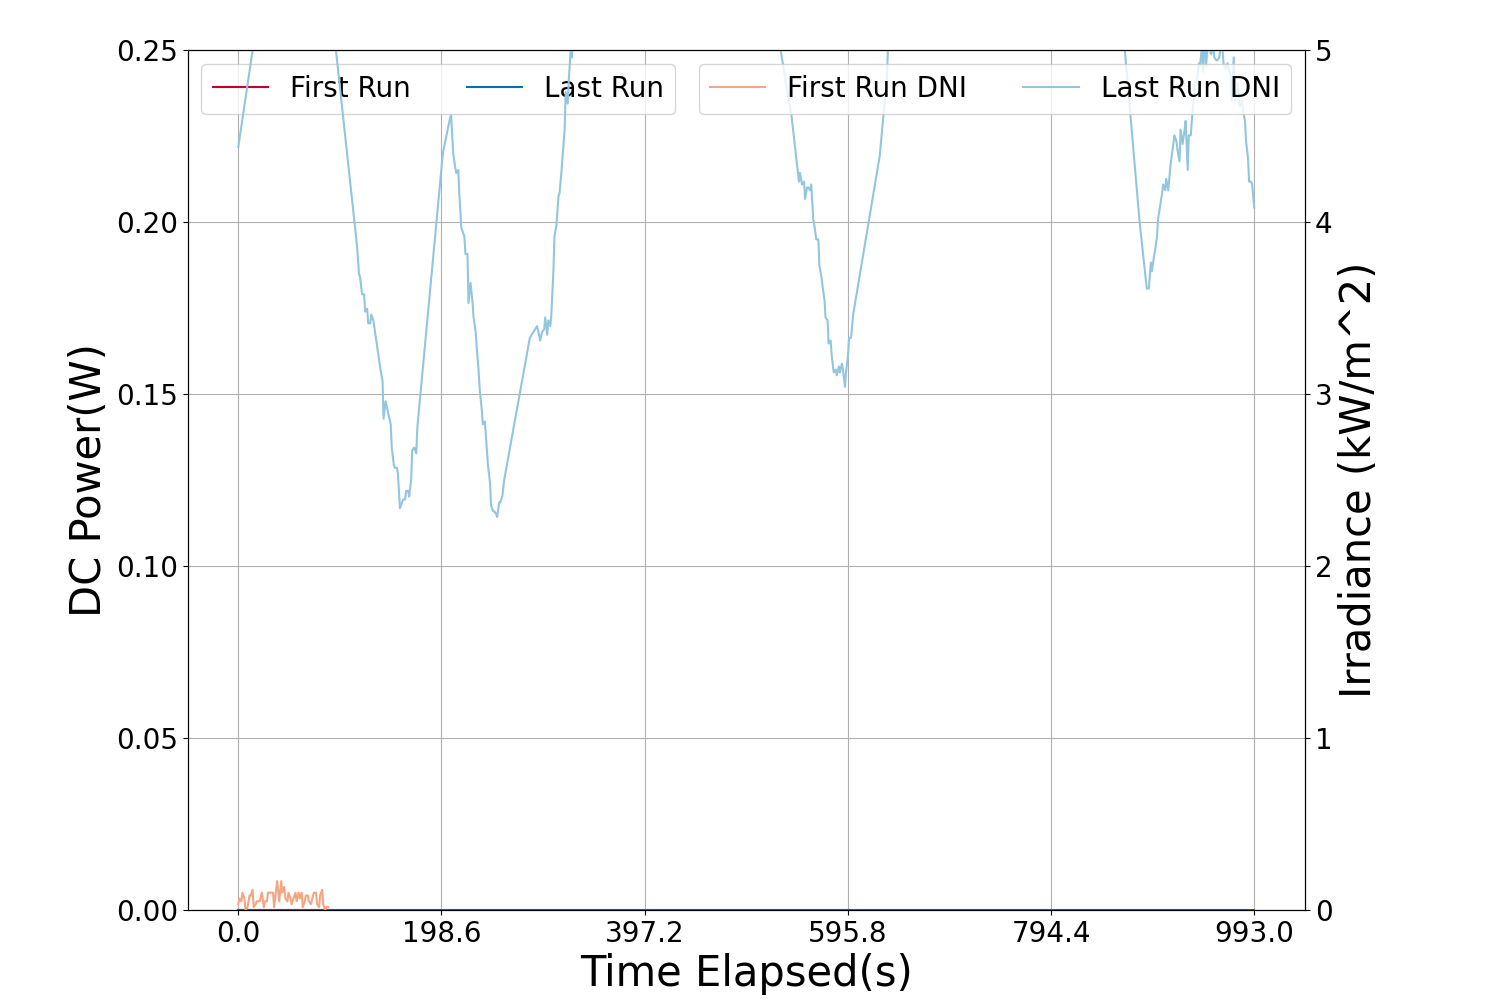 First Run
Last Run
First Run DNI
Last Run DNI
DC Power(W)
0.25
0.20
0.15
0.10
0.05
0.00
5
4
3
2
1
0
Irradiance (kW/m^2)
0.0 198.6 397.2 595.8 794.4 993.0
Time Elapsed(s)